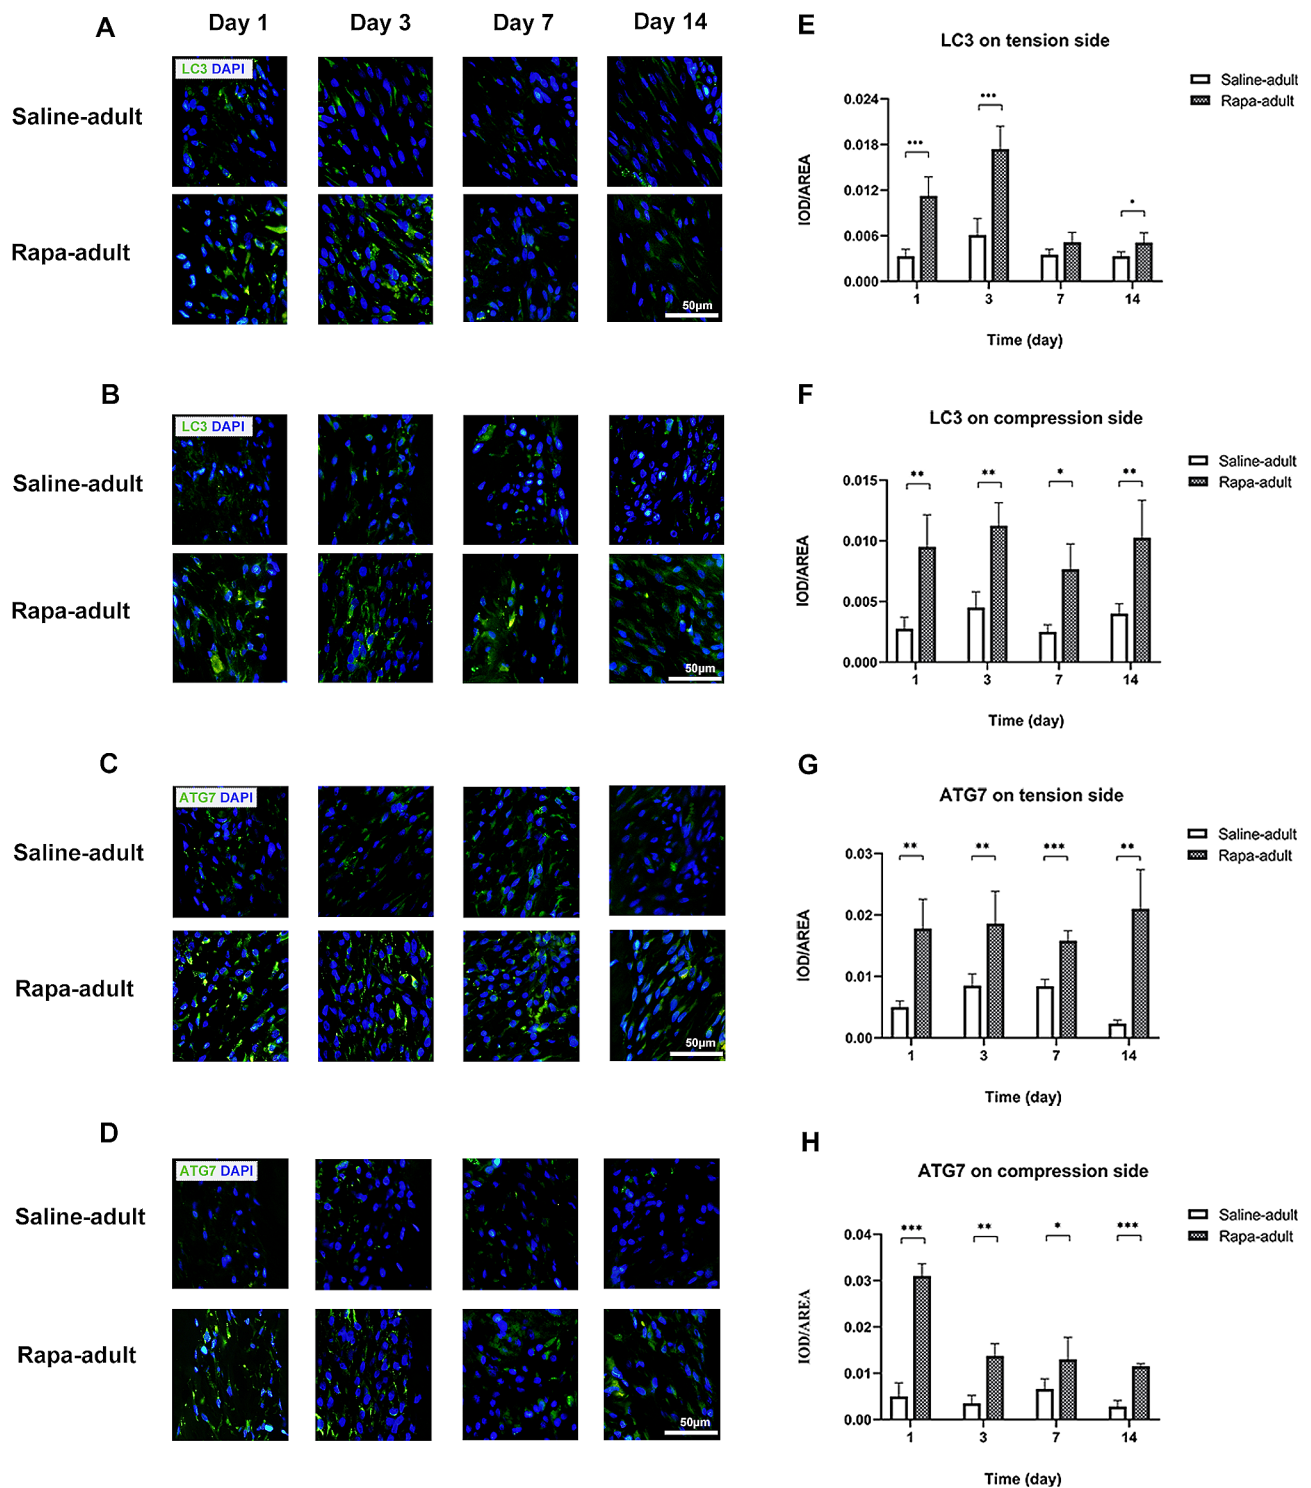 A
Day 1
Day 3
Day 7
Day 14
LC3 DAPI
Saline-adult
Rapa-adult
50μm
E
LC3 on tension side
Saline-adult
Rapa-adult
IOD/AREA
0.024
0.018
0.012
0.006
0.000
***
***
*
1
3
7
14
Time (day)
B
LC3 DAPI
Saline-adult
Rapa-adult
50μm
F
LC3 on compression side
Saline-adult
Rapa-adult
IOD/AREA
0.015
0.010
0.005
0.000
**
**
*
**
1
3
7
14
Time (day)
C
ATG7 DAPI
Saline-adult
Rapa-adult
50μm
G
ATG7 on tension side
Saline-adult
Rapa-adult
IOD/AREA
0.03
0.02
0.01
0.00
**
**
***
**
1
3
7
14
Time (day)
D
ATG7 DAPI
Saline-adult
Rapa-adult
50μm
H
ATG7 on compression side
Saline-adult
Rapa-adult
IOD/AREA
0.04
0.03
0.02
0.01
0.00
***
**
*
***
1
3
7
14
Time (day)